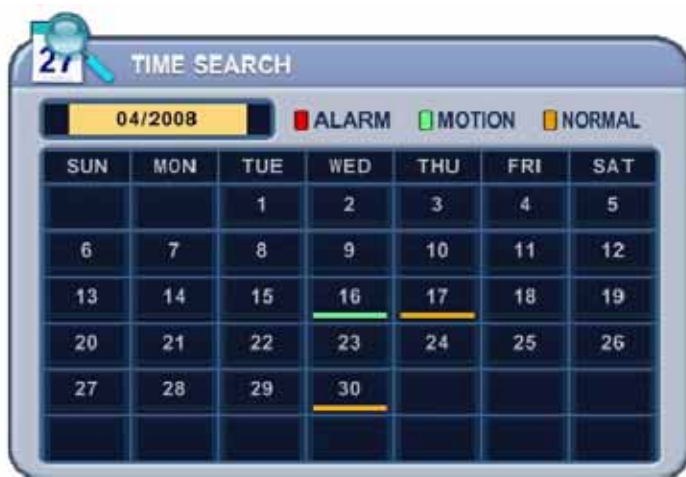 27
TIME SEARCH
04/2008 ALARM MOTION NORMAL
SUN MON TUE WED THU FRI SAT
1 2 3 4 5
6 7 8 9 10 11 12
13 14 15 16 17 18 19
20 21 22 23 24 25 26
27 28 29 30